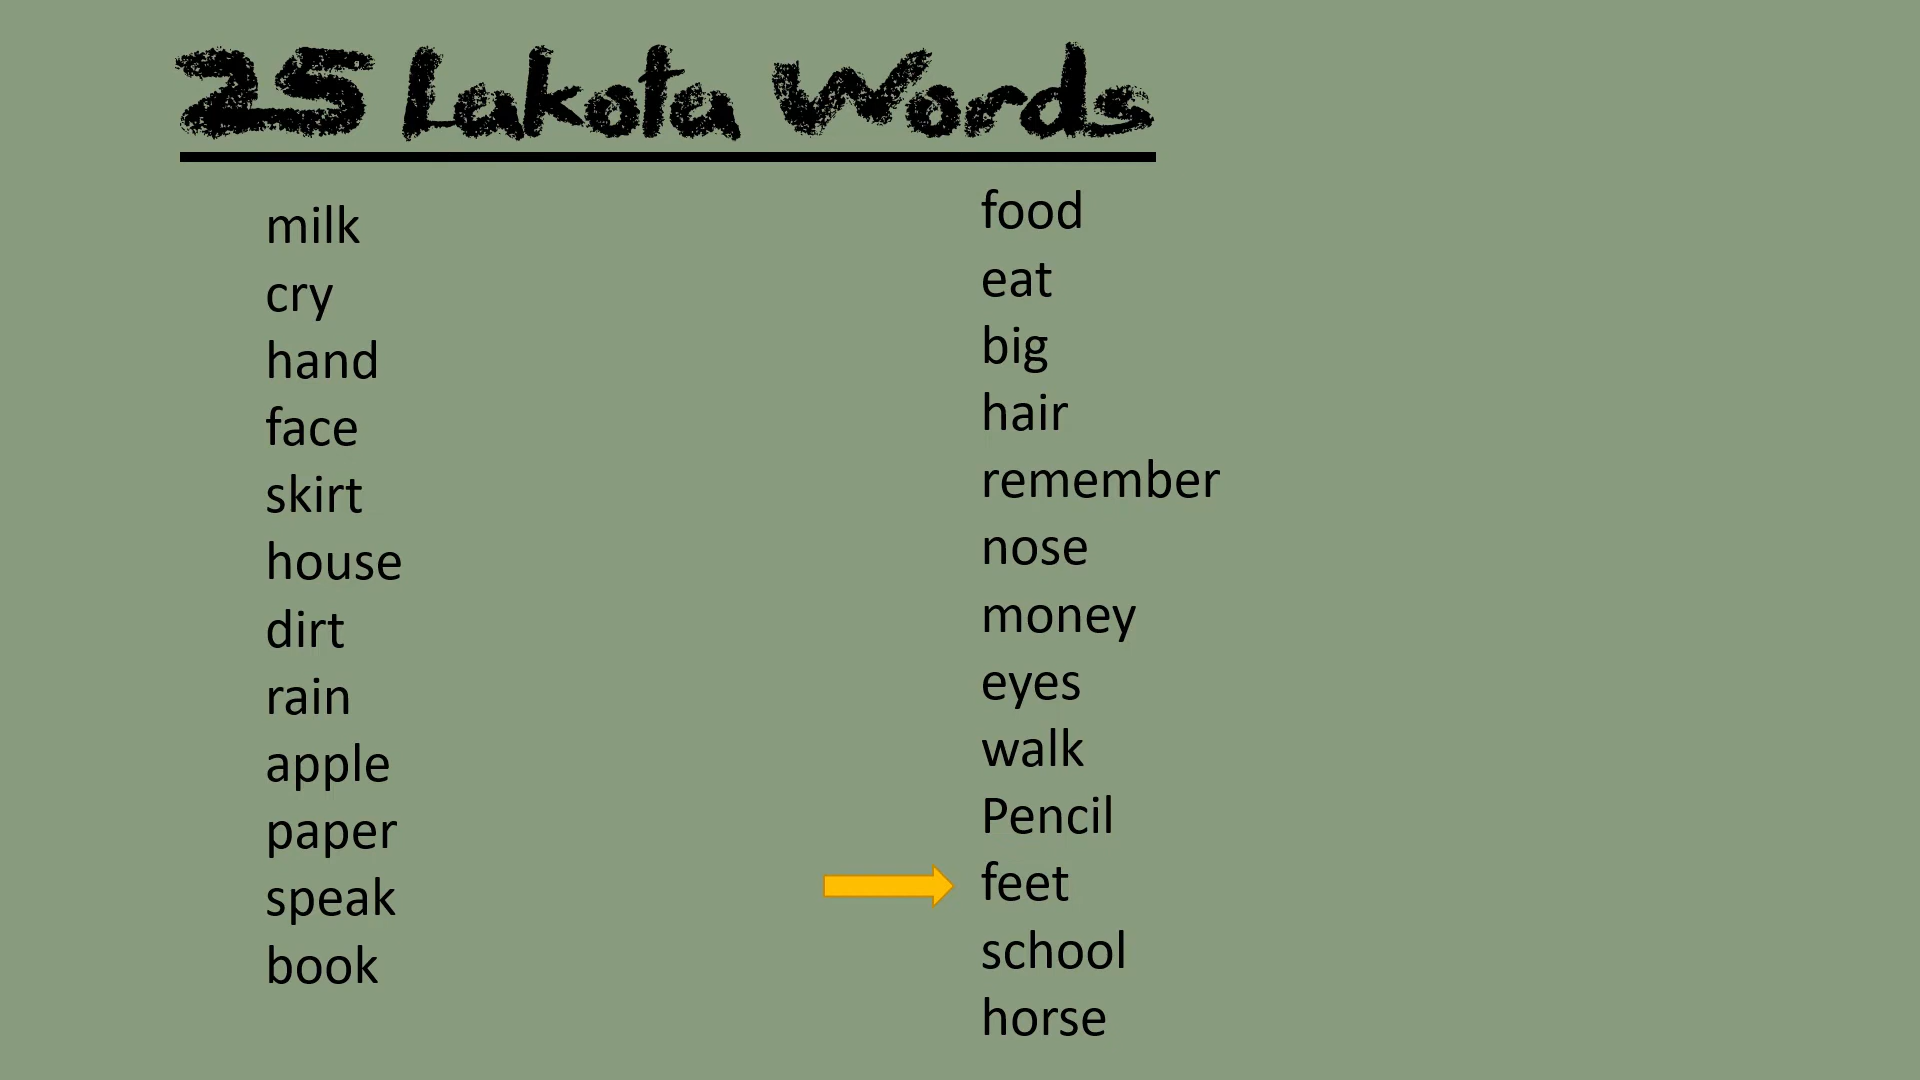 25 Lakota Words
milk
cry
hand
face
skirt
house
dirt
rain
apple
paper
speak
book
food
eat
big
hair
remember
nose
money
eyes
walk
Pencil
feet
school
horse